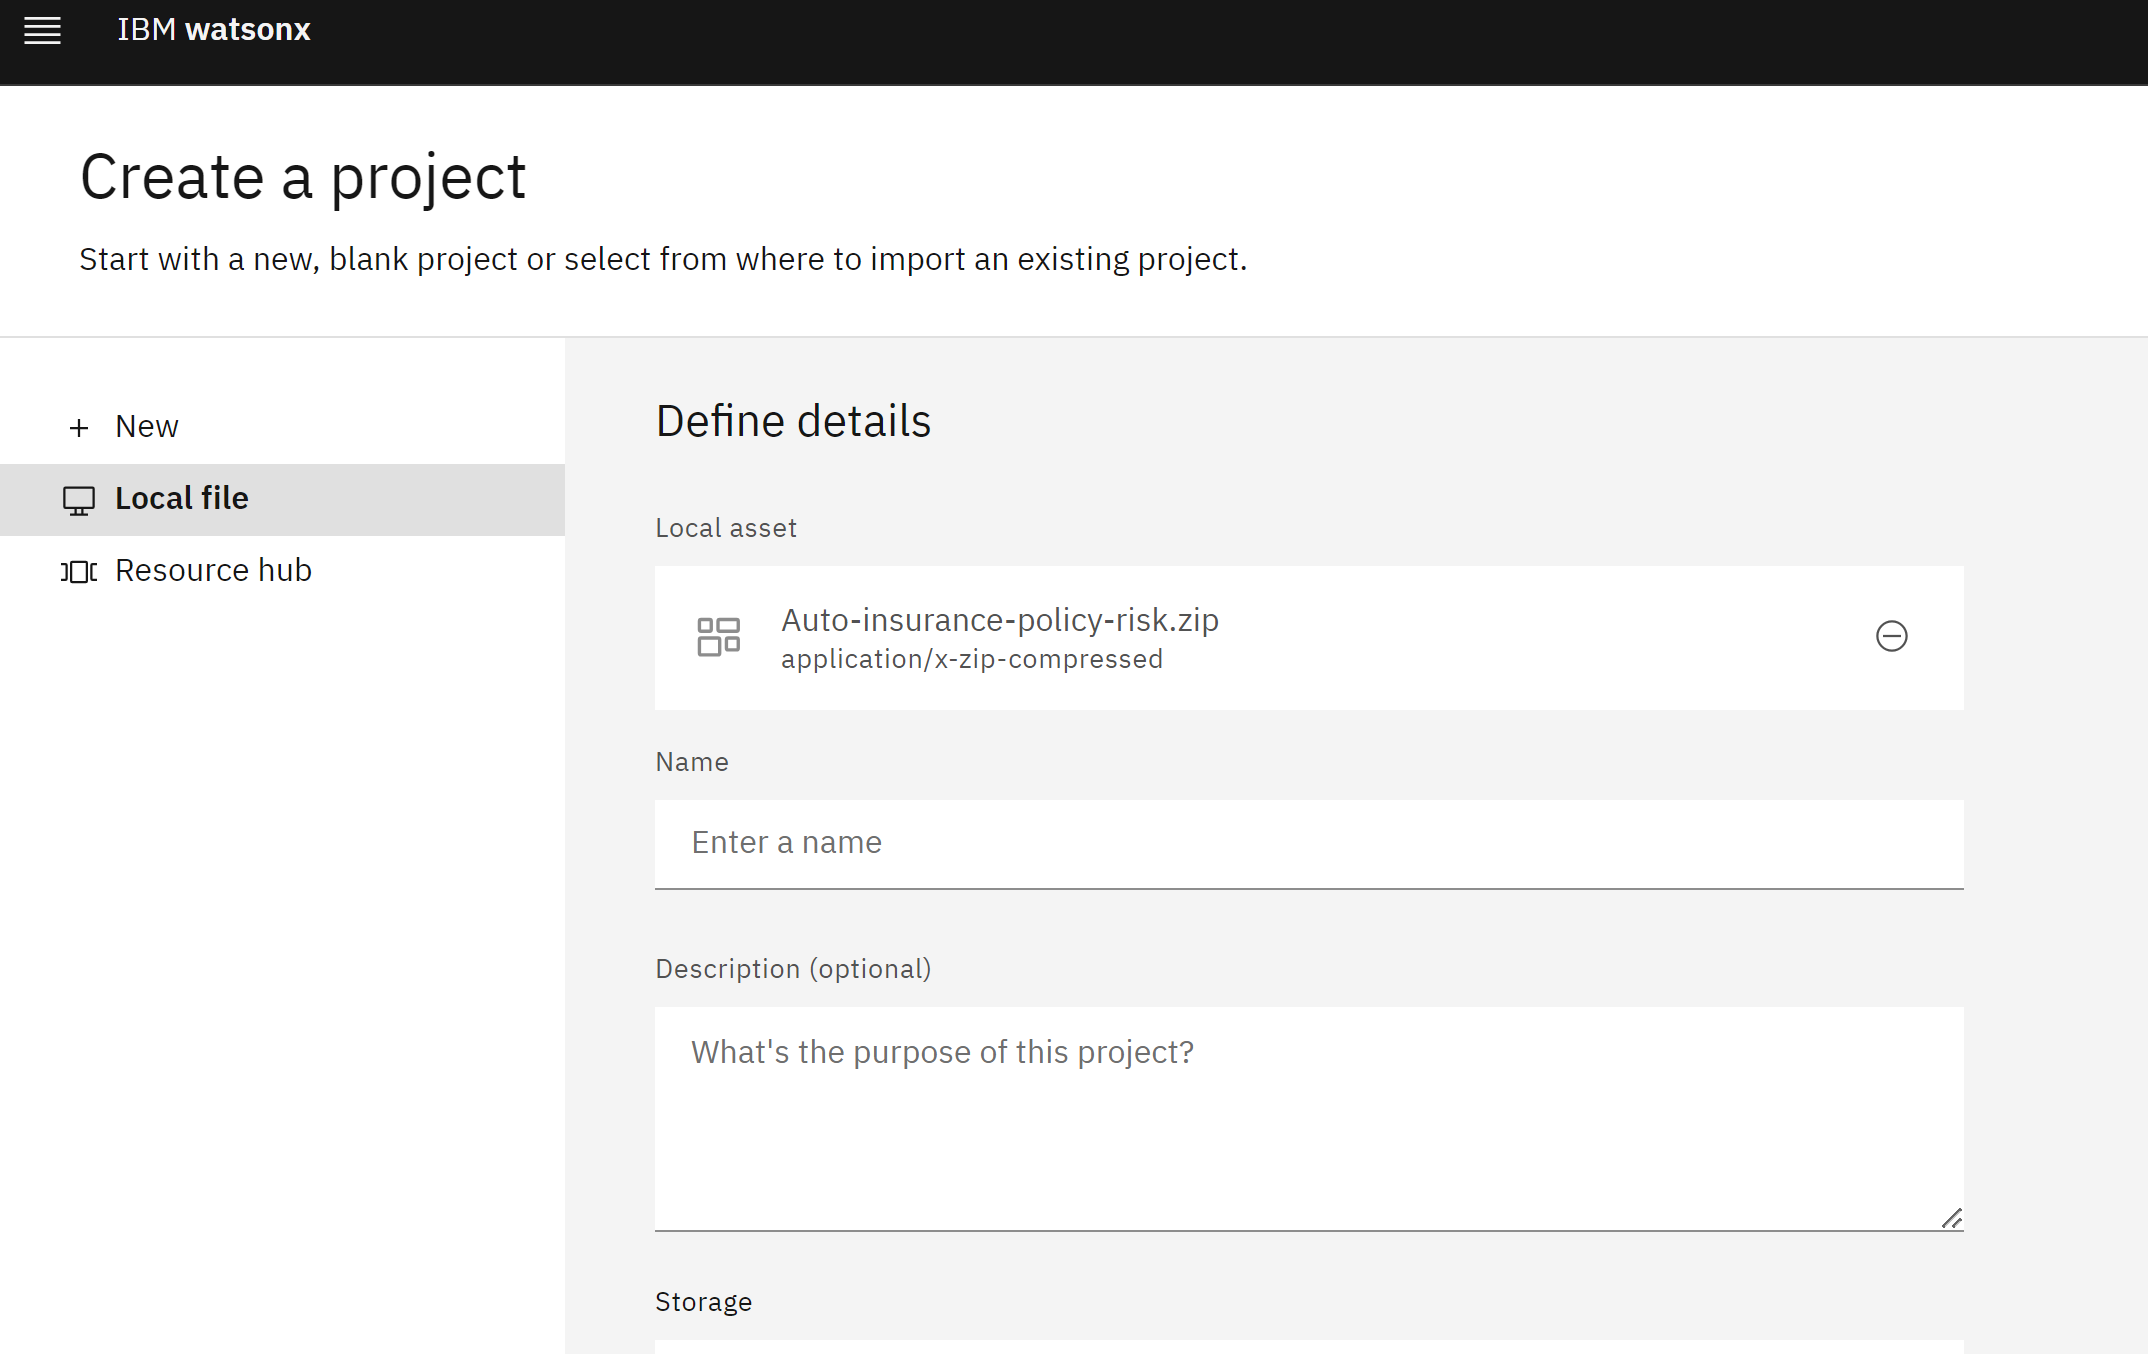 IBM watsonx
Create a project
Start with a new, blank project or select from where to import an existing project.
New
Local file
Resource hub
Define details
Local asset
Auto-insurance-policy-risk.zip
application/x-zip-compressed
Name
Enter a name
Description (optional)
What's the purpose of this project?
Storage